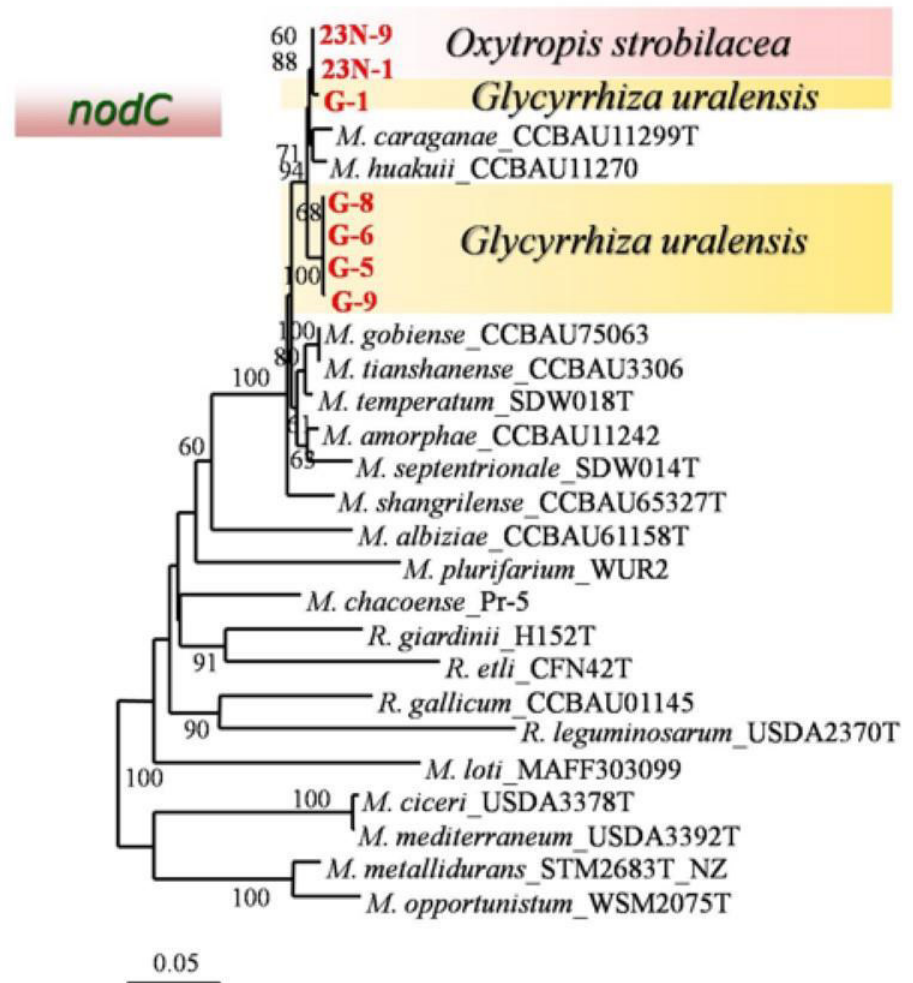 60
23N-9
Oxytropis strobilacea
88
23N-1
G-1
Glycyrrhiza uralensis
nodC
M. caraganae_CCBAU11299T
71
M. huakuii_CCBAU11270
94
68
G-8
G-6
Glycyrrhiza uralensis
G-5
100
G-9
100
M. gobiense_CCBAU75063
80
M. tianshanense_CCBAU3306
100
M. temperatum_SDW018T
61
M. amorphae_CCBAU11242
60
63
M. septentrionale_SDW014T
M. shangrilense_CCBAU65327T
M. albiziae_CCBAU61158T
M. plurifarium_WUR2
M. chacoense_Pr-5
R. giardinii_H152T
91
R. etli_CFN42T
R. gallicum_CCBAU01145
90
R. leguminosarum_USDA2370T
M. loti_MAFF303099
100
100
M. ciceri_USDA3378T
M. mediterraneum_USDA3392T
M. metallidurans_STM2683T_NZ
100
M. opportunistum_WSM2075T
0.05